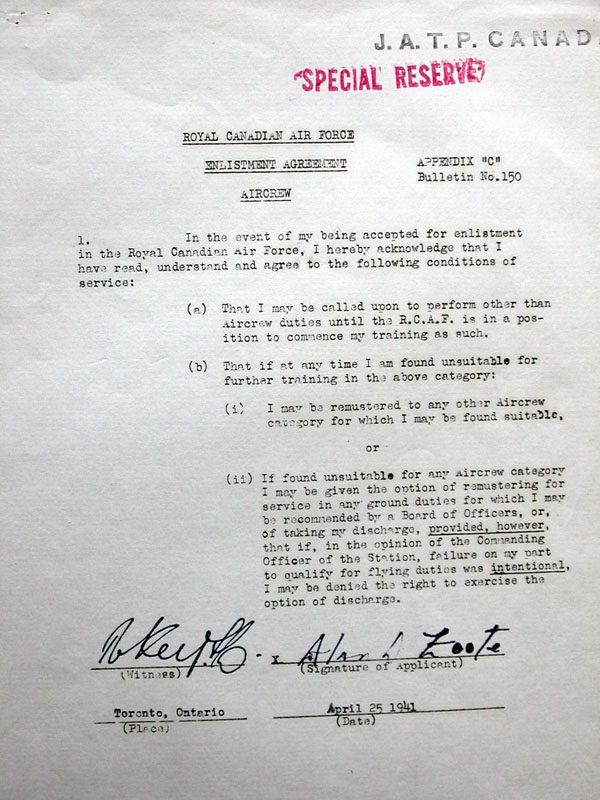 J.A.T.P. CANAD
"SPECIAL RESERVE"
ROYAL CANADIAN AIR FORCE
ENLISTMENT AGREEMENT
APPENDIX "C"
Bulletin No.150
AIRCREW
1. In the event of my being accepted for enlistment
in the Royal Canadian Air Force, I hereby acknowledge that I
have read, understand and agree to the following conditions of
service:
(a) That I may be called upon to perform other than
Aircrew duties until the R.C.A.F. is in a pos-
ition to commence my training as such.
(b) That if at any time I am found unsuitable for
further training in the above category:
(i) I may be remustered to any other Aircrew
category for which I may be found suitable,
or
(ii) If found unsuitable for any Aircrew category
I may be given the option of remustering for
service in any ground duties for which I may
be recommended by a Board of Officers, or,
of taking my discharge, provided, however,
that if, in the opinion of the Commanding
Officer of the Station, failure on my part
to qualify for flying duties was intentional,
I may be denied the right to exercise the
option of discharge.
x Alan L Foote
(Witness) (Signature of Applicant)
Toronto, Ontario April 25 1941
(Place) (Date)